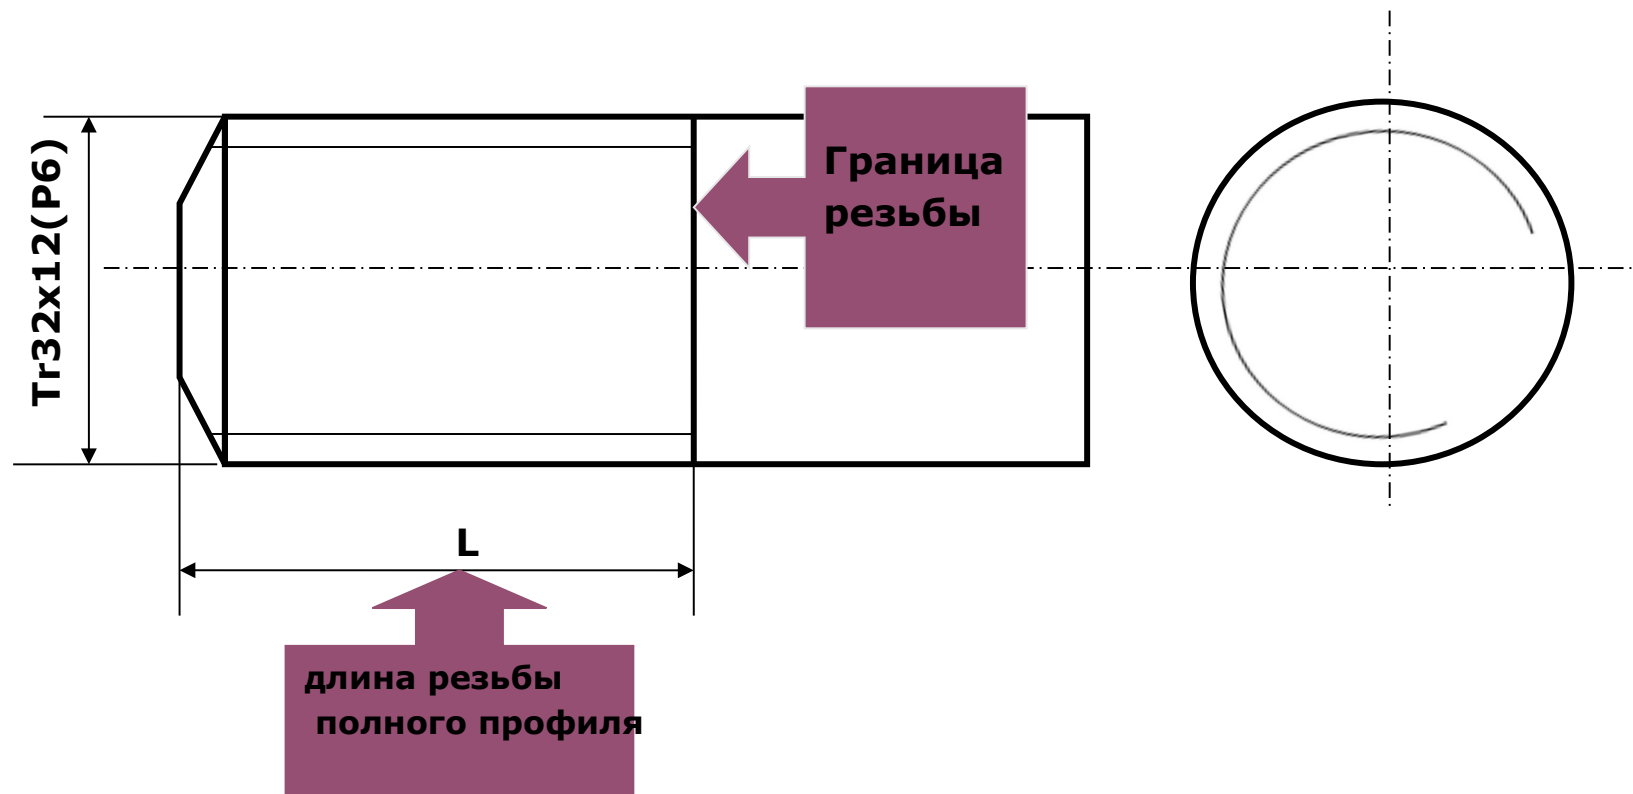 Tr32x12(P6)
Граница
резьбы
L
длина резьбы
полного профиля